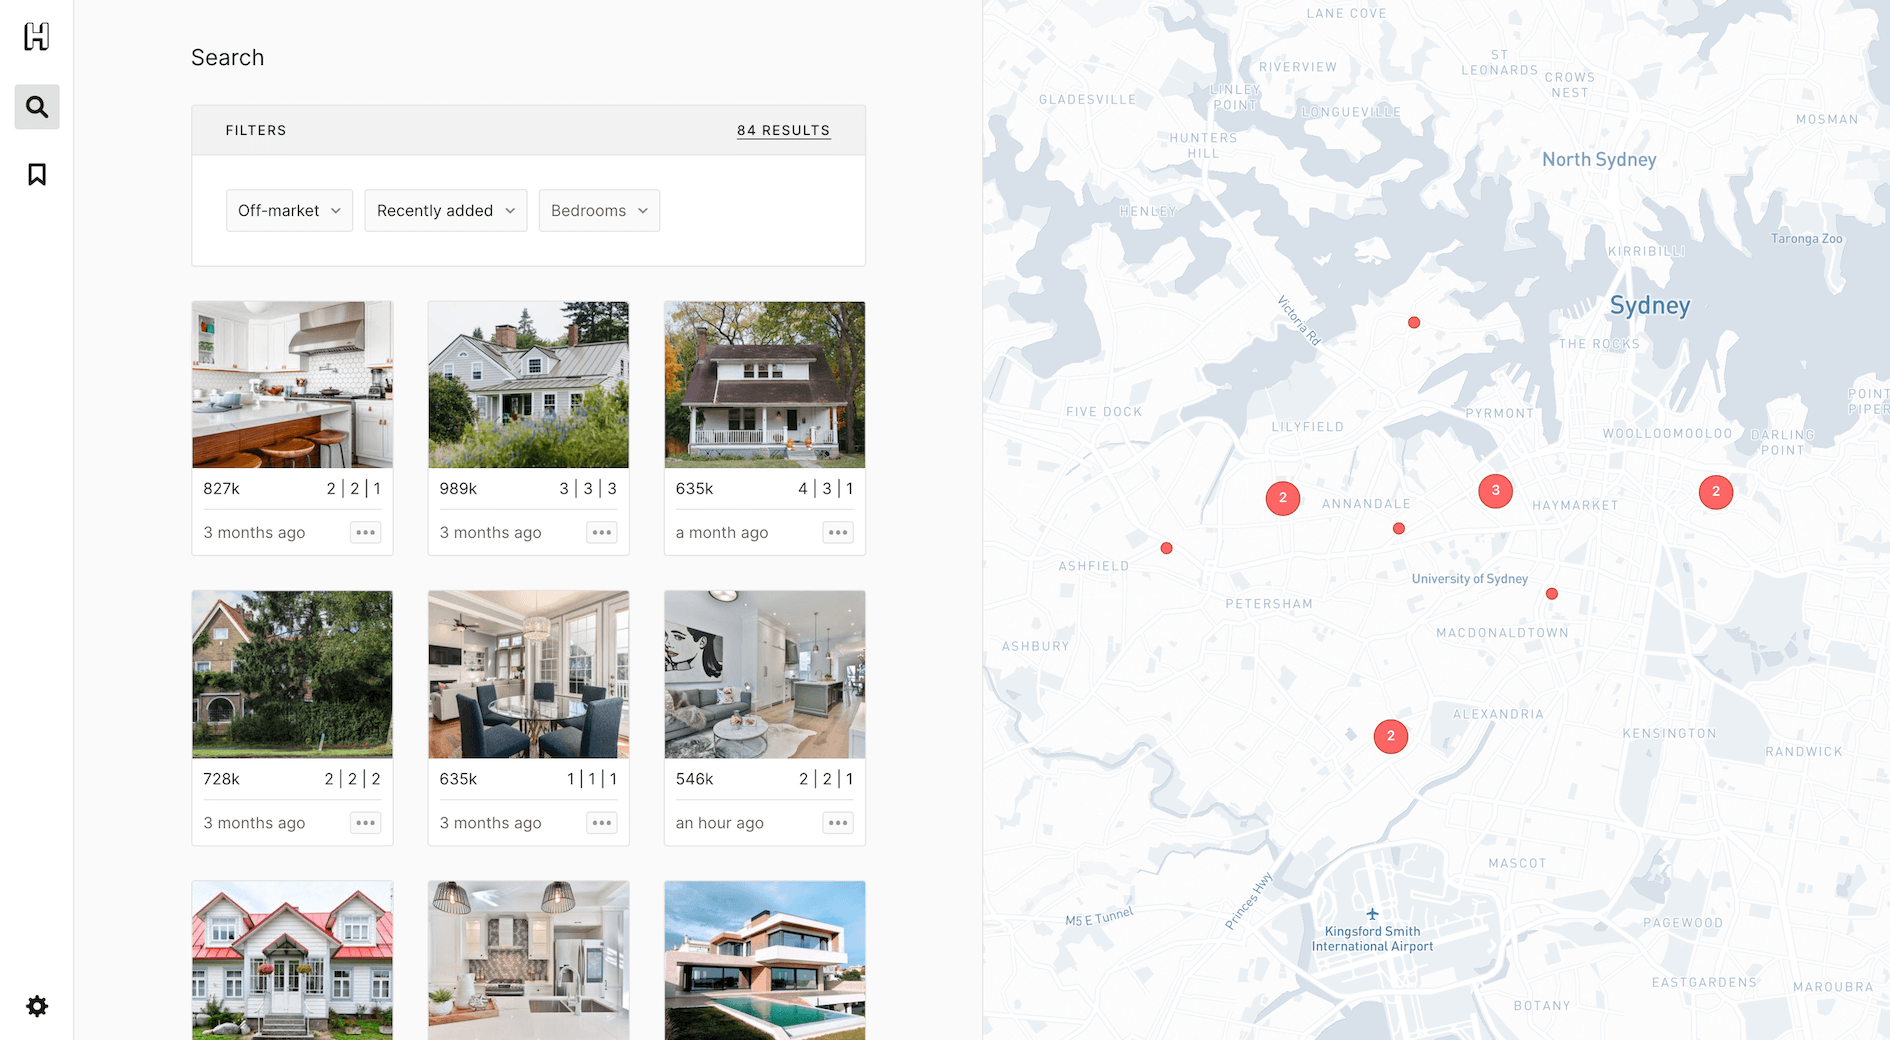 H
Search
FILTERS
84 RESULTS
Off-market
Recently added
Bedrooms
827k
2 | 2 | 1
3 months ago
989k
3 | 3 | 3
3 months ago
635k
4 | 3 | 1
a month ago
728k
2 | 2 | 2
3 months ago
635k
1 | 1 | 1
3 months ago
546k
2 | 2 | 1
an hour ago
LANE COVE
ST
LEONARDS
RIVERVIEW
CROWS
NEST
GLADESVILLE
LINLEY
POINT
LONGUEVILLE
MOSMAN
HUNTERS
HILL
North Sydney
HENLEY
Taronga Zoo
KIRRIBILLI
Sydney
Victoria Rd
THE ROCKS
POINT
PIPER
FIVE DOCK
PYRMONT
LILYFIELD
WOOLLOOMOOLOO
DARLING
POINT
2
3
2
ANNANDALE
HAYMARKET
ASHFIELD
University of Sydney
PETERSHAM
MACDONALDTOWN
ASHBURY
ALEXANDRIA
2
KENSINGTON
RANDWICK
MASCOT
Princes Hwy
M5 E Tunnel
PAGEWOOD
Kingsford Smith
International Airport
EASTGARDENS
MAROUBRA
BOTANY